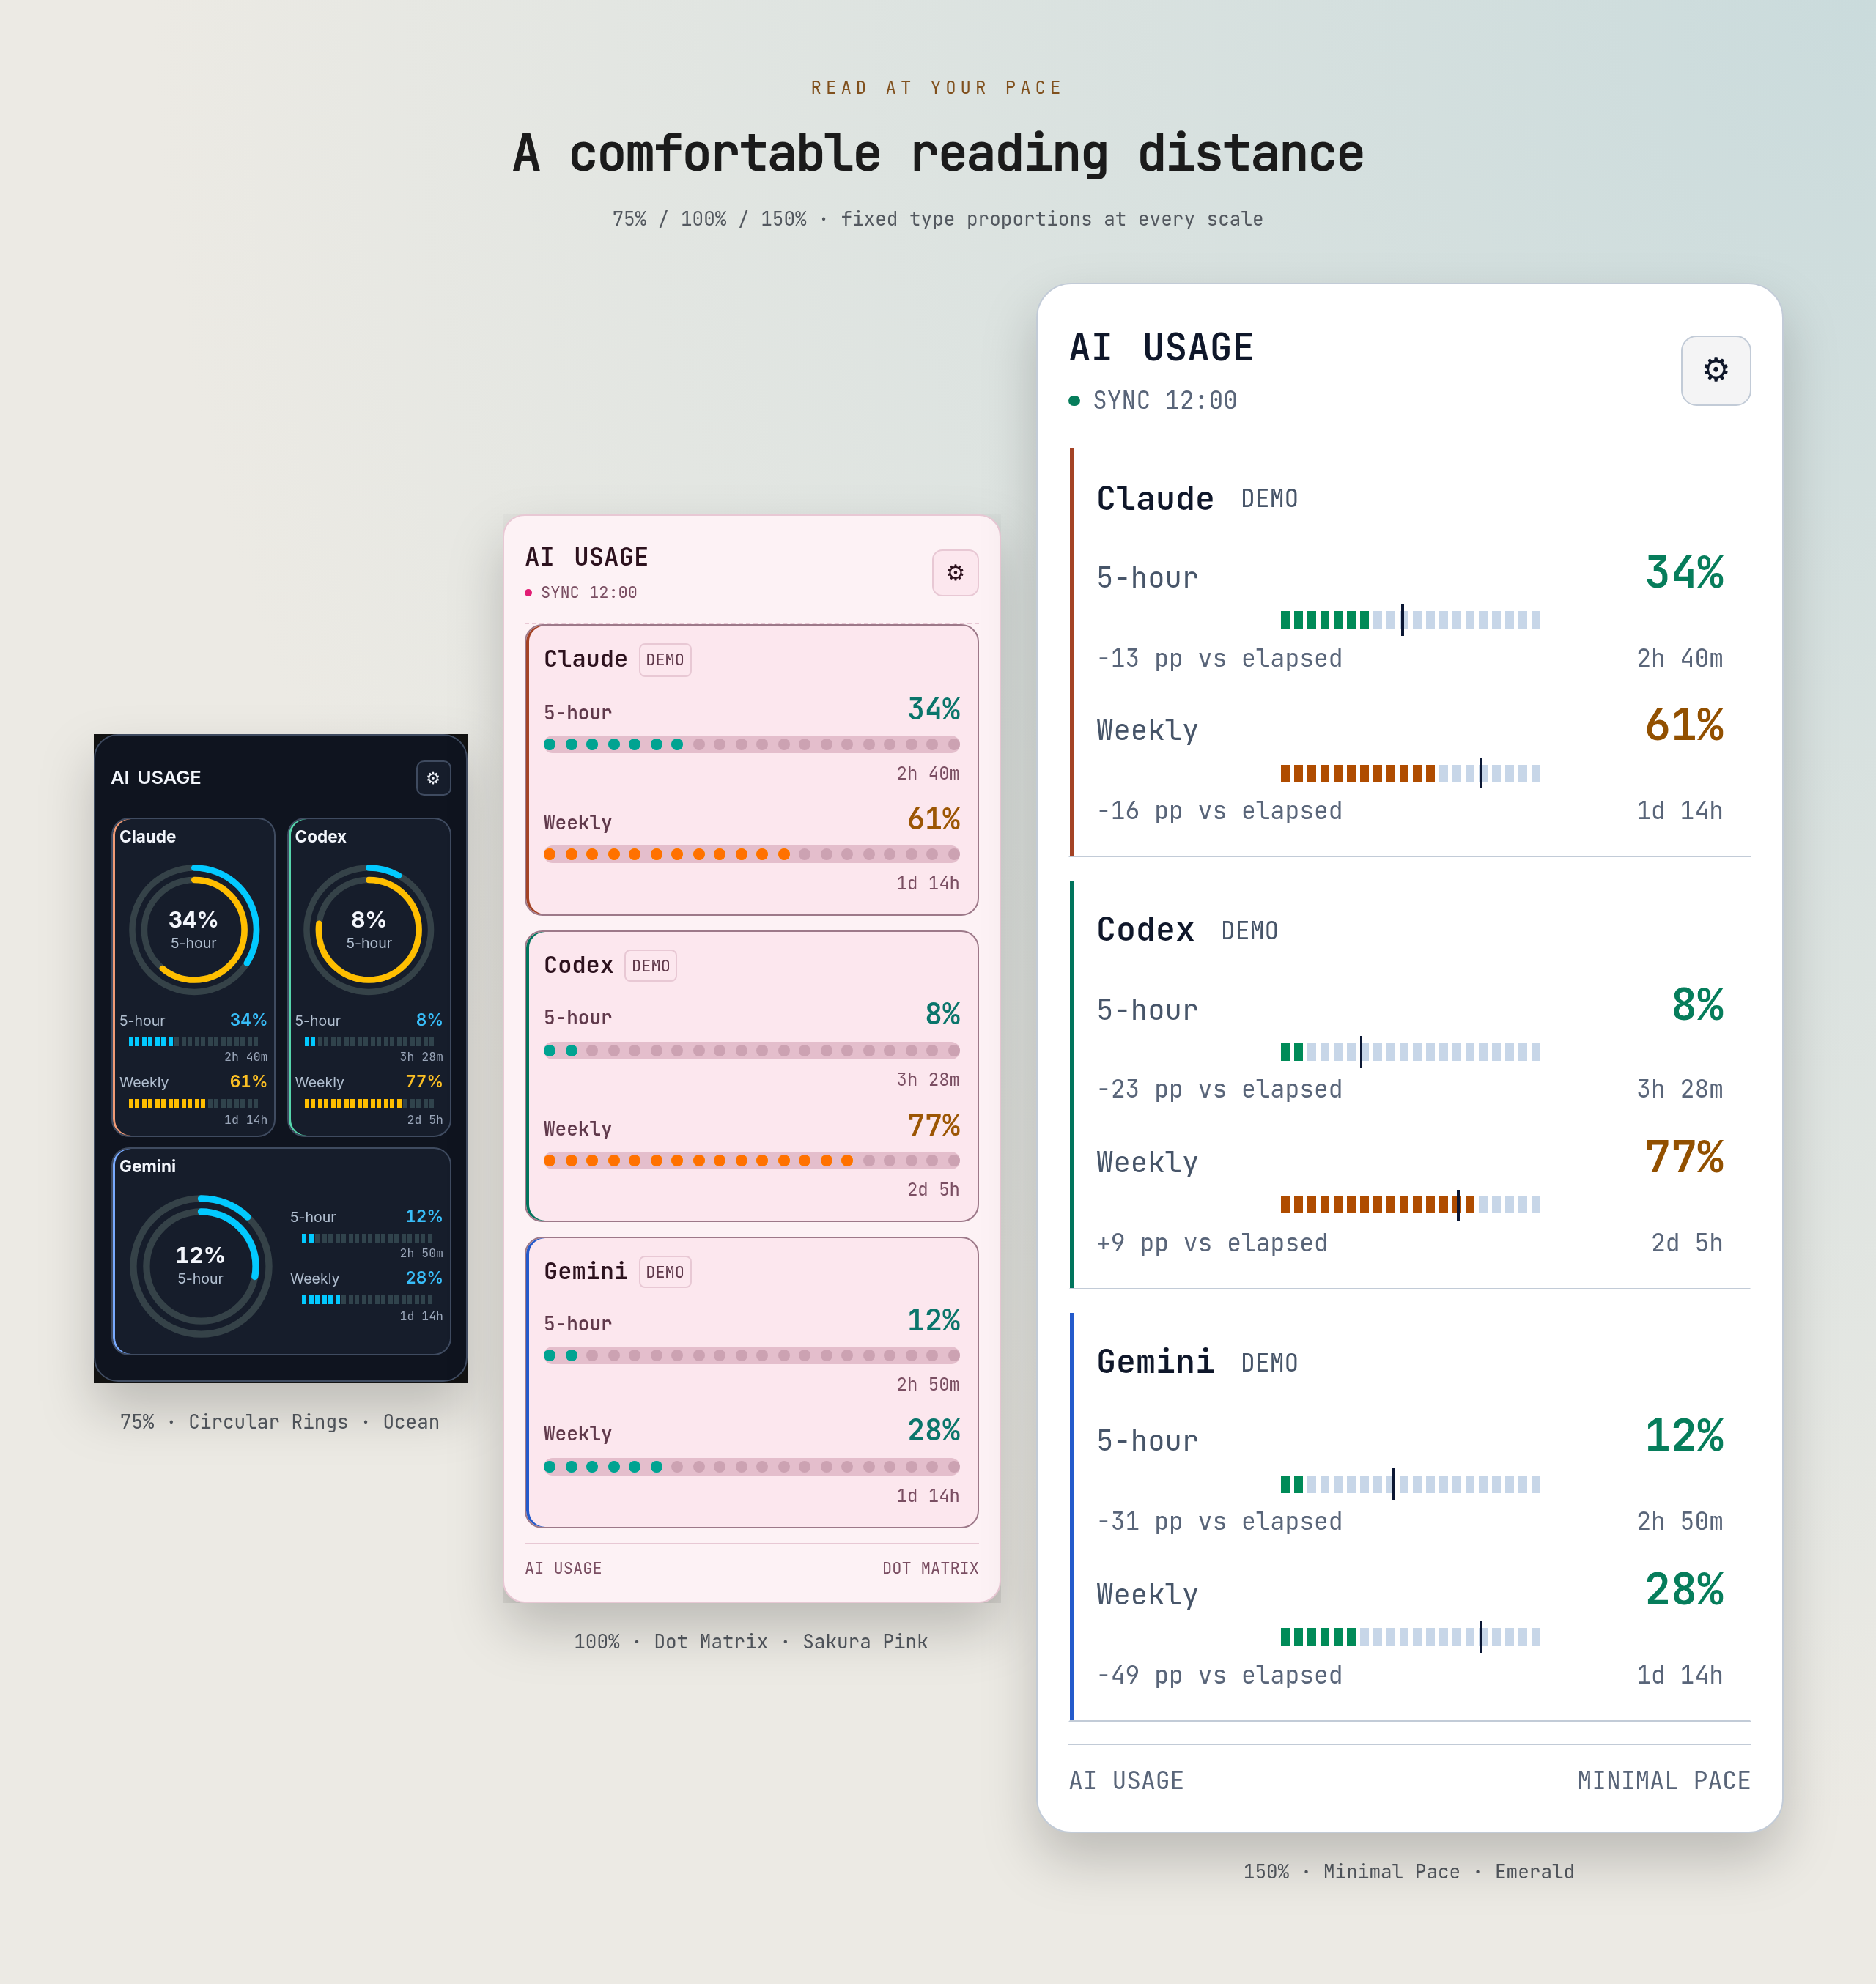 READ AT YOUR PACE
A comfortable reading distance
75% / 100% / 150% · fixed type proportions at every scale
AI USAGE
Claude
34%
5-hour
5-hour 34%
2h 40m
Weekly 61%
1d 14h
Codex
8%
5-hour
5-hour 8%
3h 28m
Weekly 77%
2d 5h
Gemini
12%
5-hour
5-hour 12%
2h 50m
Weekly 28%
1d 14h
75% · Circular Rings · Ocean
AI USAGE
SYNC 12:00
Claude DEMO
5-hour 34%
2h 40m
Weekly 61%
1d 14h
Codex DEMO
5-hour 8%
3h 28m
Weekly 77%
2d 5h
Gemini DEMO
5-hour 12%
2h 50m
Weekly 28%
1d 14h
AI USAGE DOT MATRIX
100% · Dot Matrix · Sakura Pink
AI USAGE
SYNC 12:00
Claude DEMO
5-hour 34%
-13 pp vs elapsed 2h 40m
Weekly 61%
-16 pp vs elapsed 1d 14h
Codex DEMO
5-hour 8%
-23 pp vs elapsed 3h 28m
Weekly 77%
+9 pp vs elapsed 2d 5h
Gemini DEMO
5-hour 12%
-31 pp vs elapsed 2h 50m
Weekly 28%
-49 pp vs elapsed 1d 14h
AI USAGE MINIMAL PACE
150% · Minimal Pace · Emerald